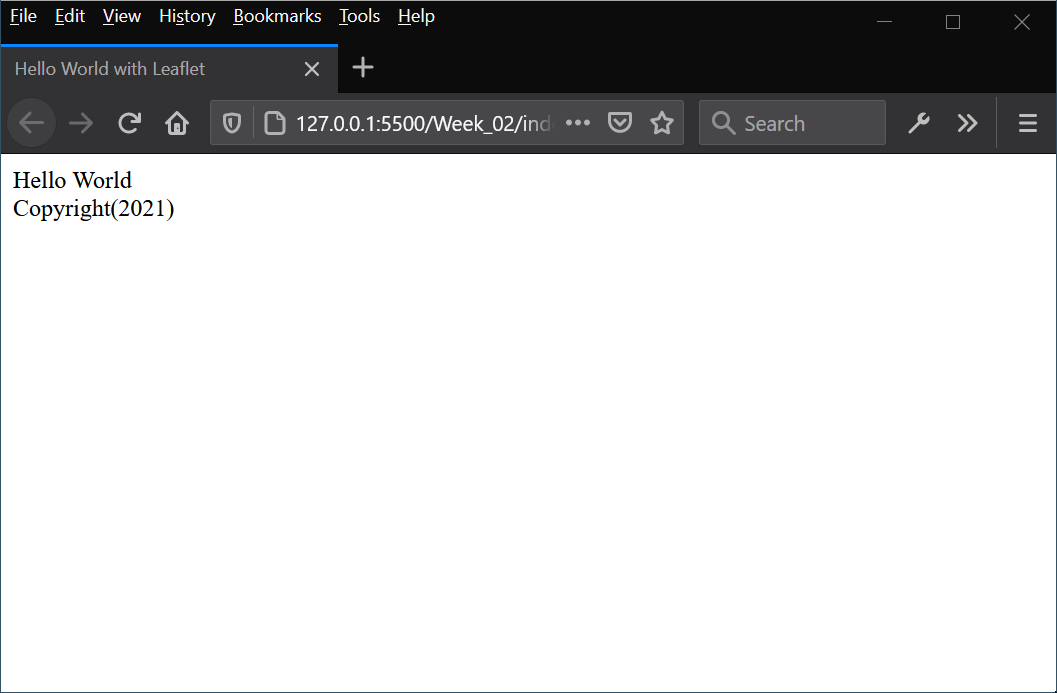 File Edit View History Bookmarks Tools Help
Hello World with Leaflet
127.0.0.1:5500/Week_02/ind
Search
Hello World
Copyright(2021)